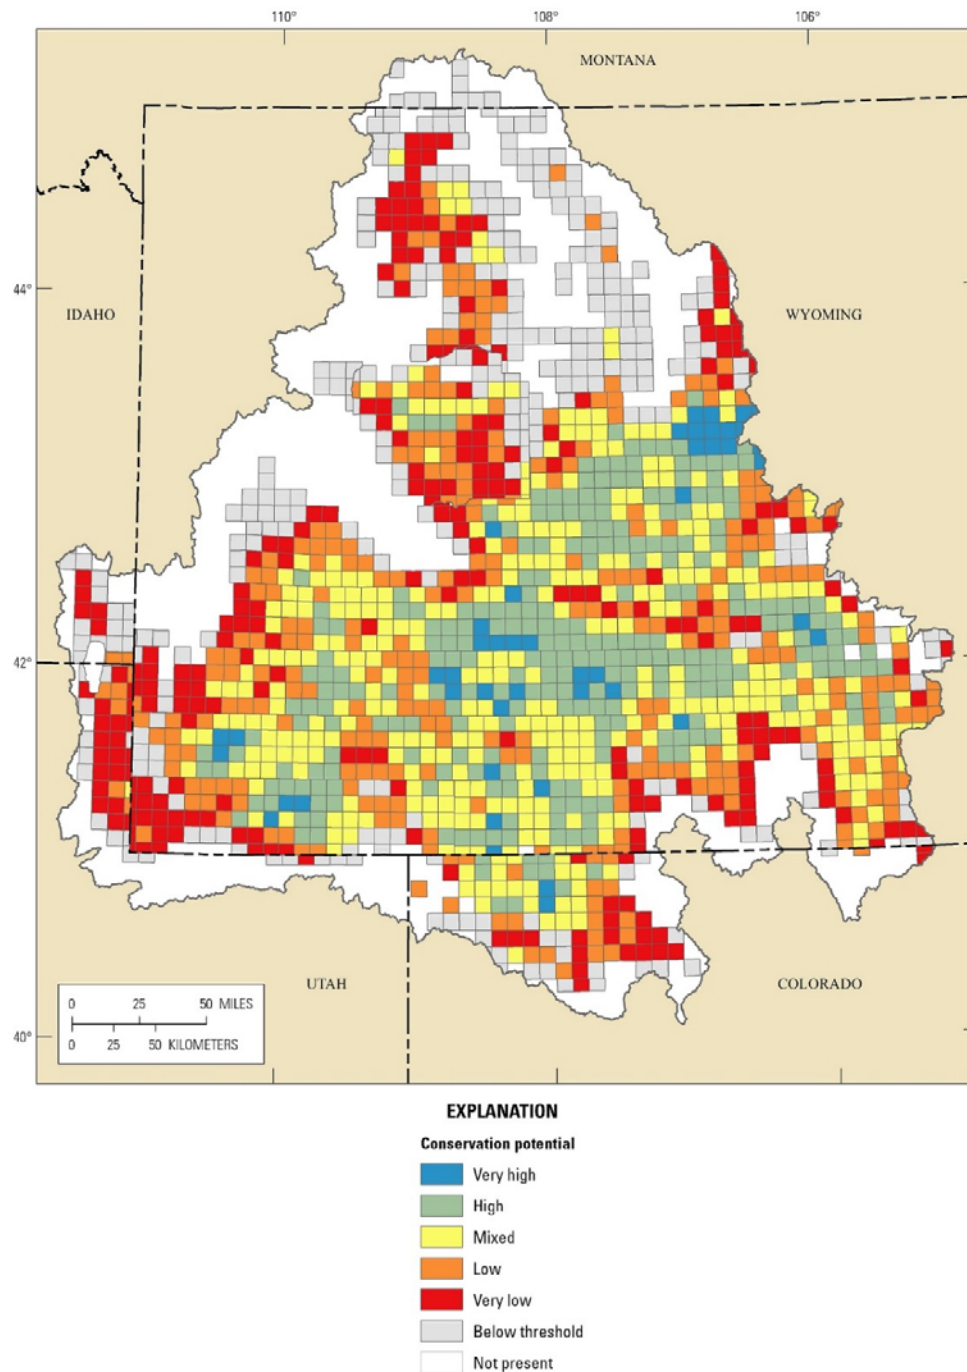 110° 108° 106°
MONTANA
44°
IDAHO WYOMING
42°
UTAH COLORADO
0 25 50 MILES
0 25 50 KILOMETERS
40°
EXPLANATION
Conservation potential
Very high
High
Mixed
Low
Very low
Below threshold
Not present